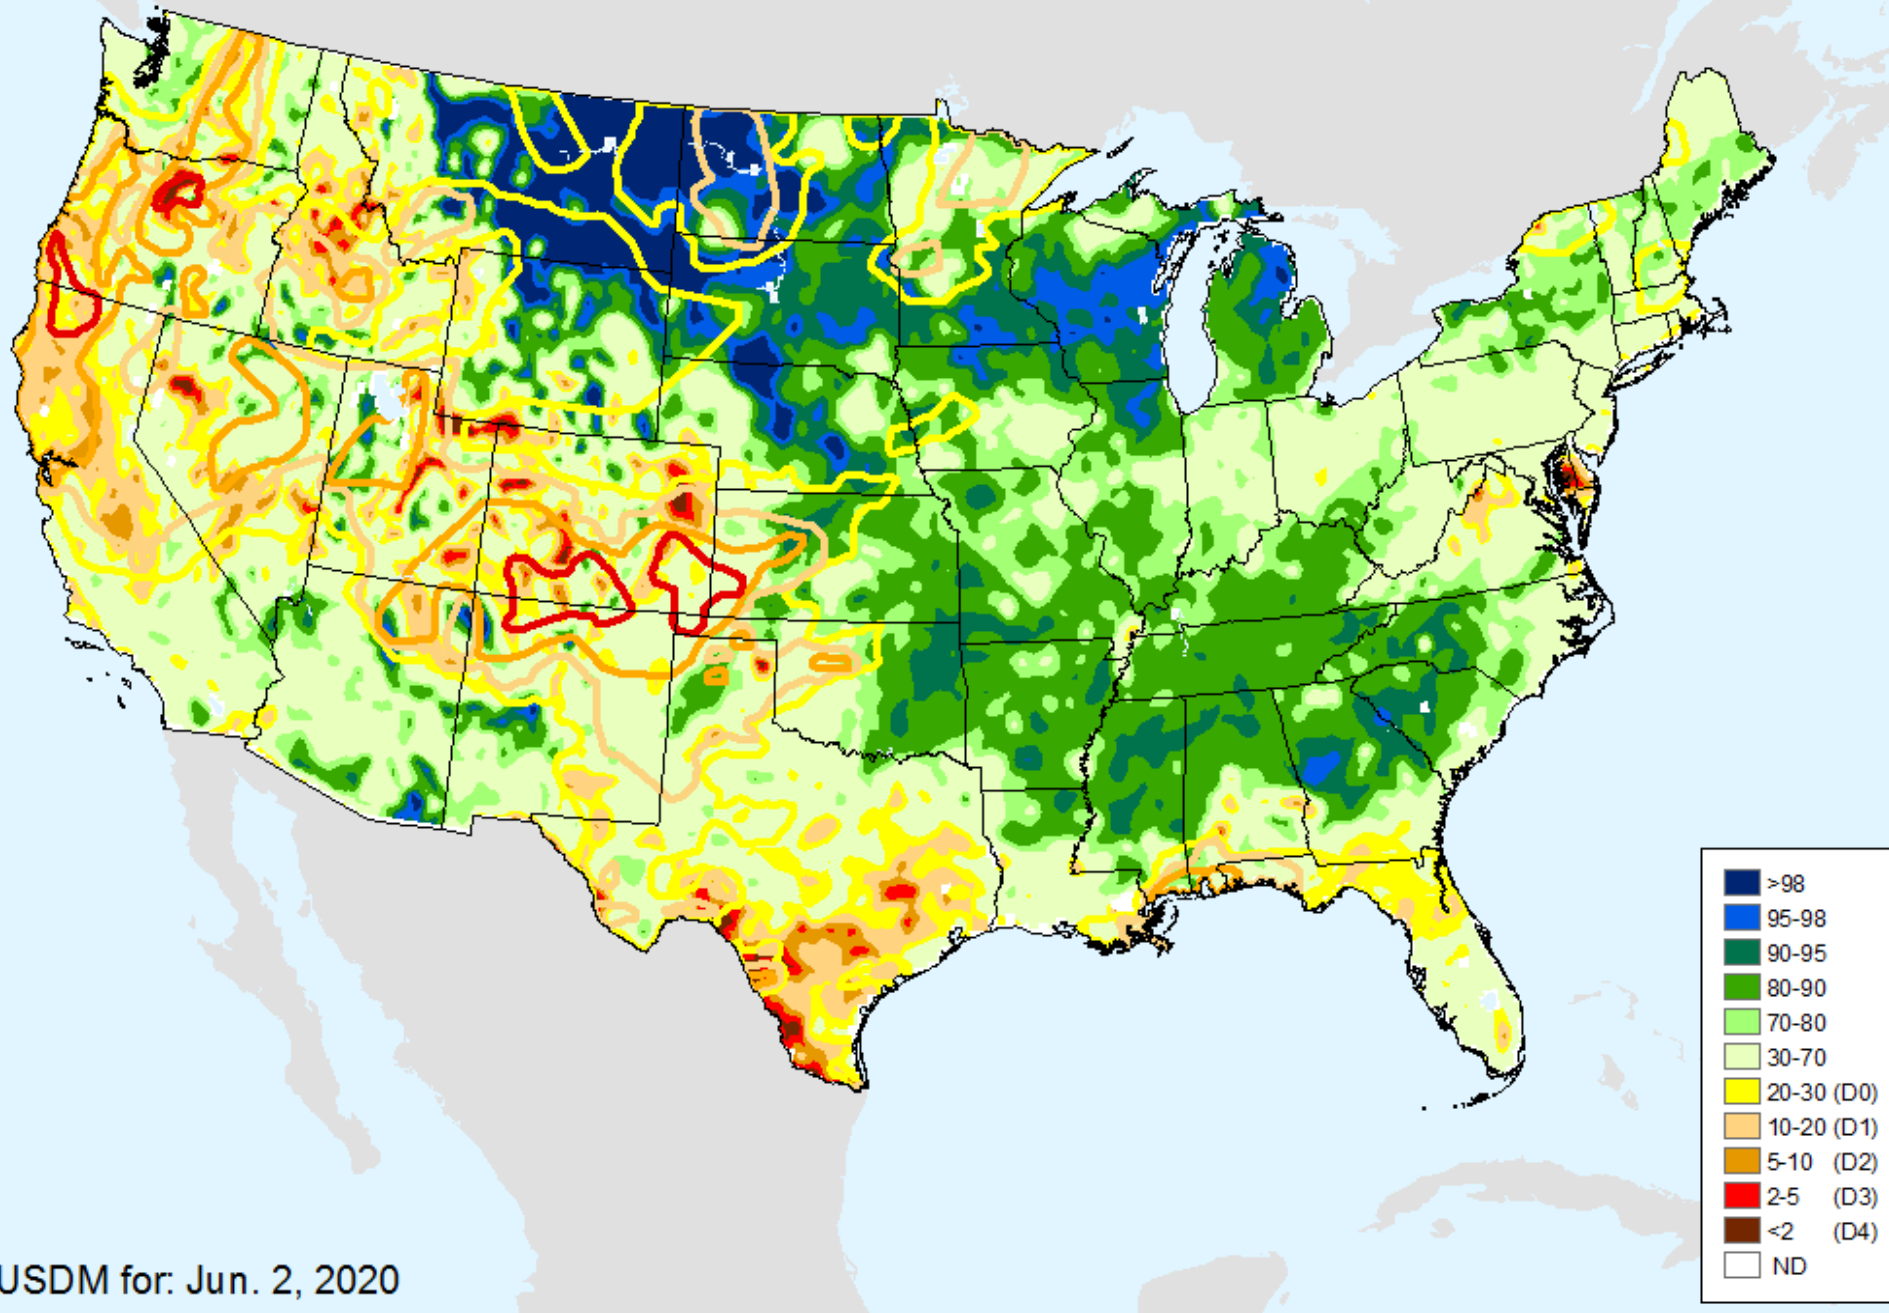 >98
95-98
90-95
80-90
70-80
30-70
20-30 (D0)
10-20 (D1)
5-10 (D2)
2-5 (D3)
<2 (D4)
ND
USDM for: Jun. 2, 2020